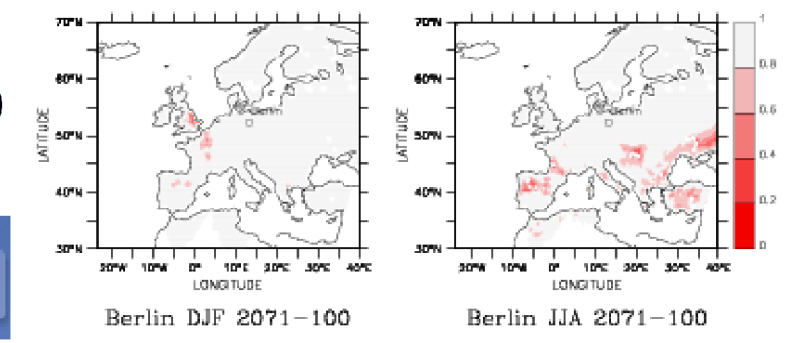 70°N 70°N 1
60°N 60°N 0.8
Berlin Berlin 0.6
50°N 50°N 0.4
40°N 40°N 0.2
30°N 30°N 0
LATITUDE LATITUDE
20°W 10°W 0° 10°E 20°E 30°E 40°E 20°W 10°W 0° 10°E 20°E 30°E 40°E
LONGITUDE LONGITUDE
Berlin DJF 2071-100 Berlin JJA 2071-100